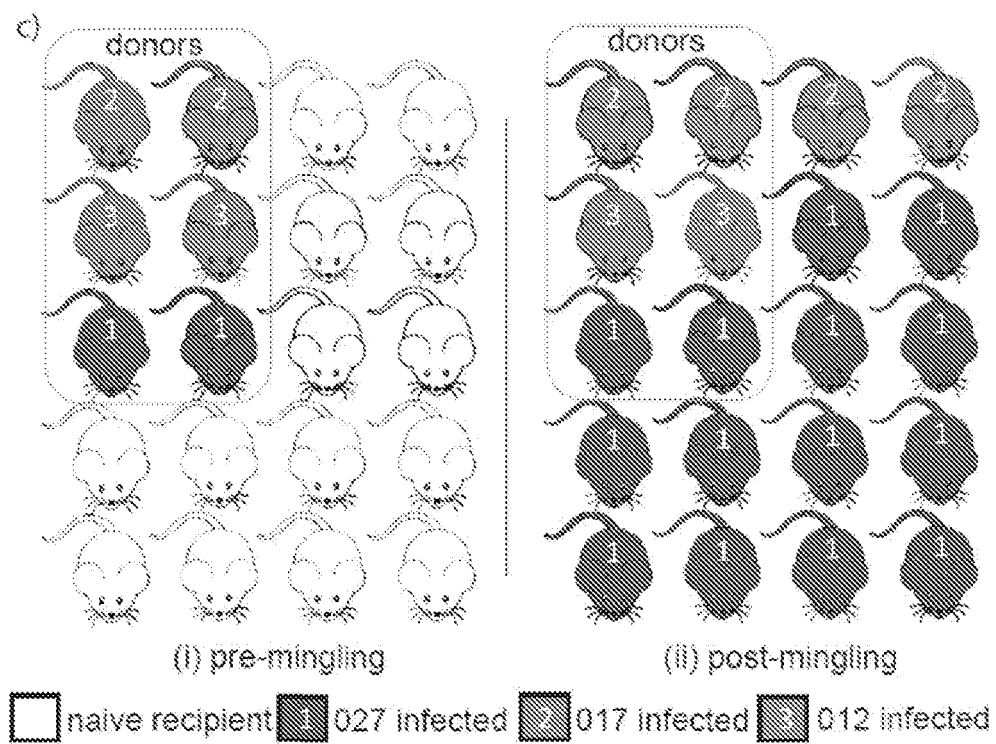 c)
donors
donors
2 2 2 2 2 2
3 3 3 3 1 1
1 1 1 1 1 1
1 1 1 1
1 1 1 1
(i) pre-mingling (ii) post-mingling
naive recipient 1 027 infected 2 017 infected 3 012 infected